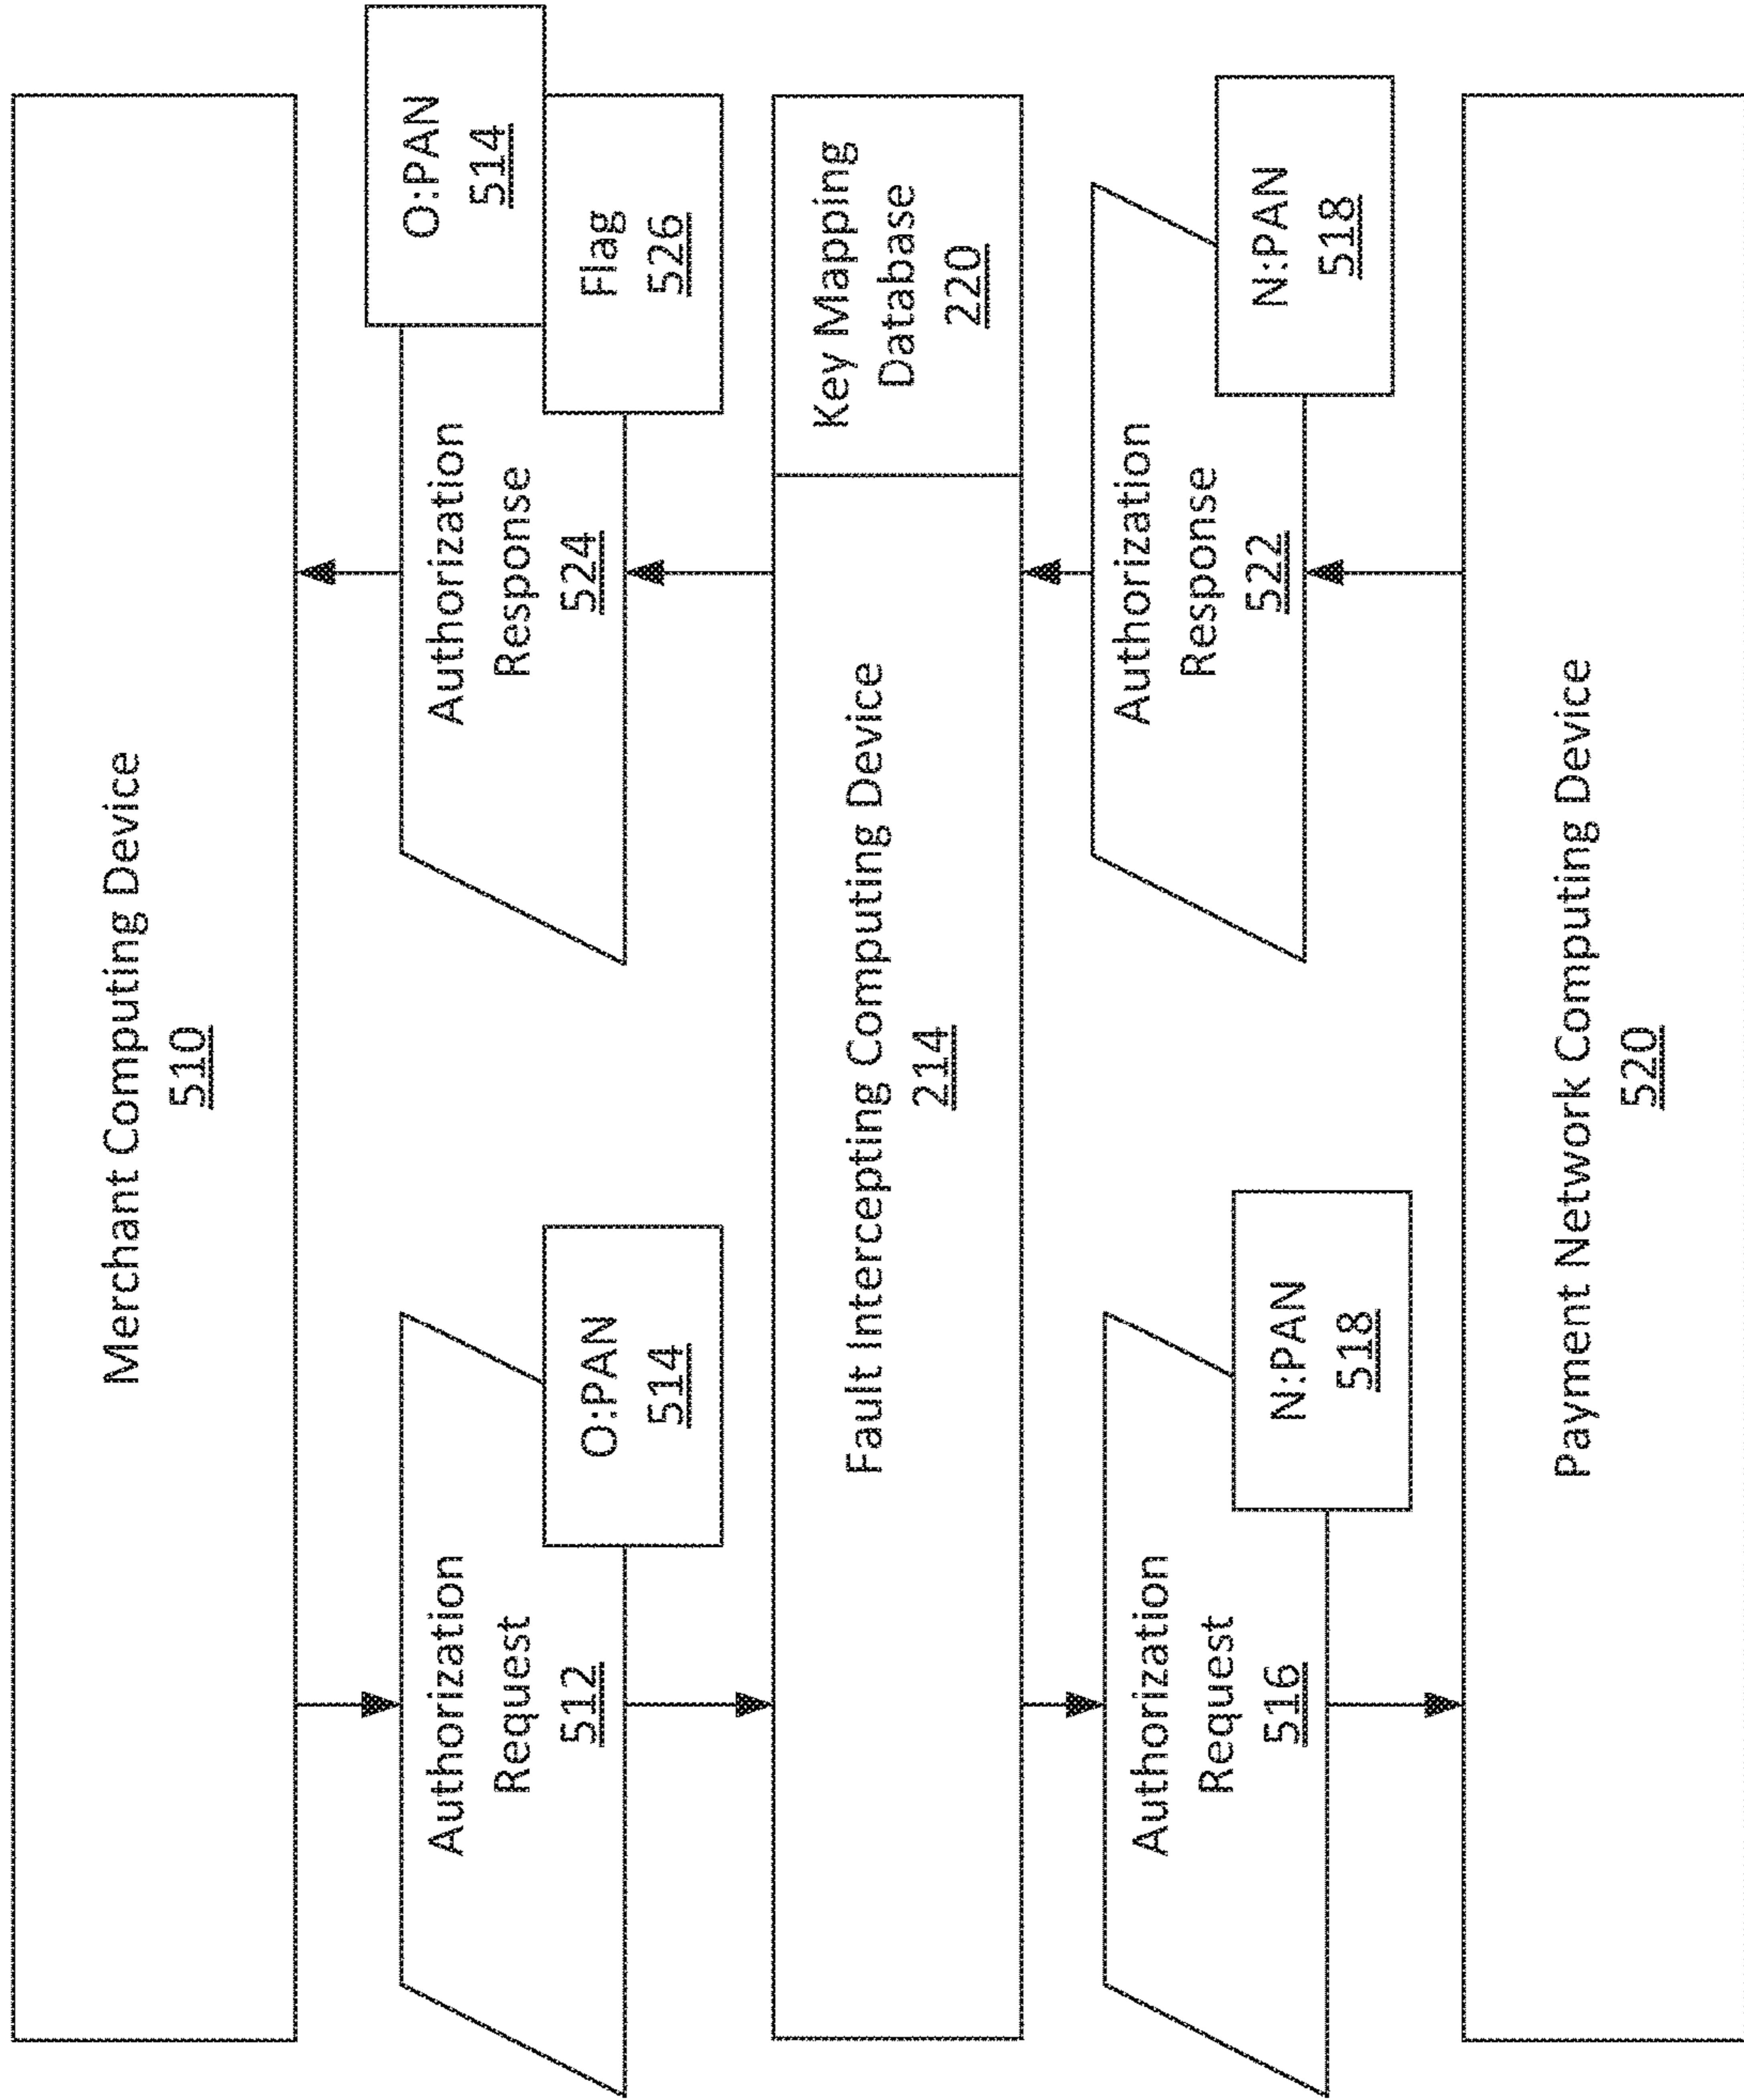 Merchant Computing Device
510
Authorization
Request
512
O:PAN
514
Authorization
Response
524
O:PAN
514
Flag
526
Fault Intercepting Computing Device
214
Key Mapping
Database
220
Authorization
Request
516
N:PAN
518
Authorization
Response
522
N:PAN
518
Payment Network Computing Device
520